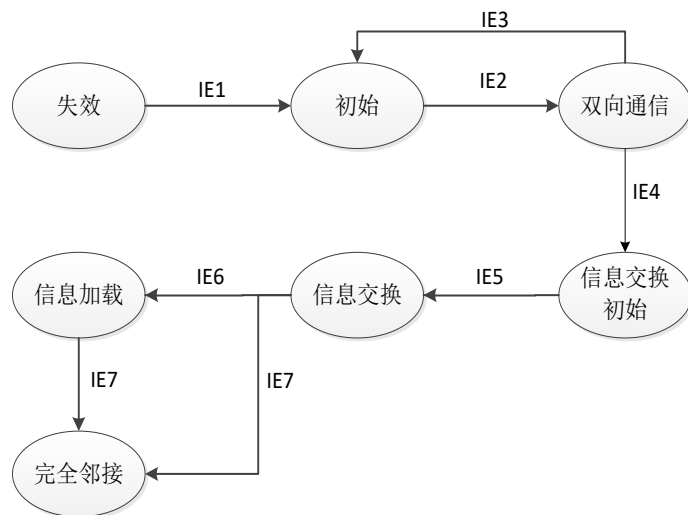 IE3
失效
IE1
初始
IE2
双向通信
IE4
信息加载
IE6
信息交换
IE5
信息交换
初始
IE7
IE7
完全邻接